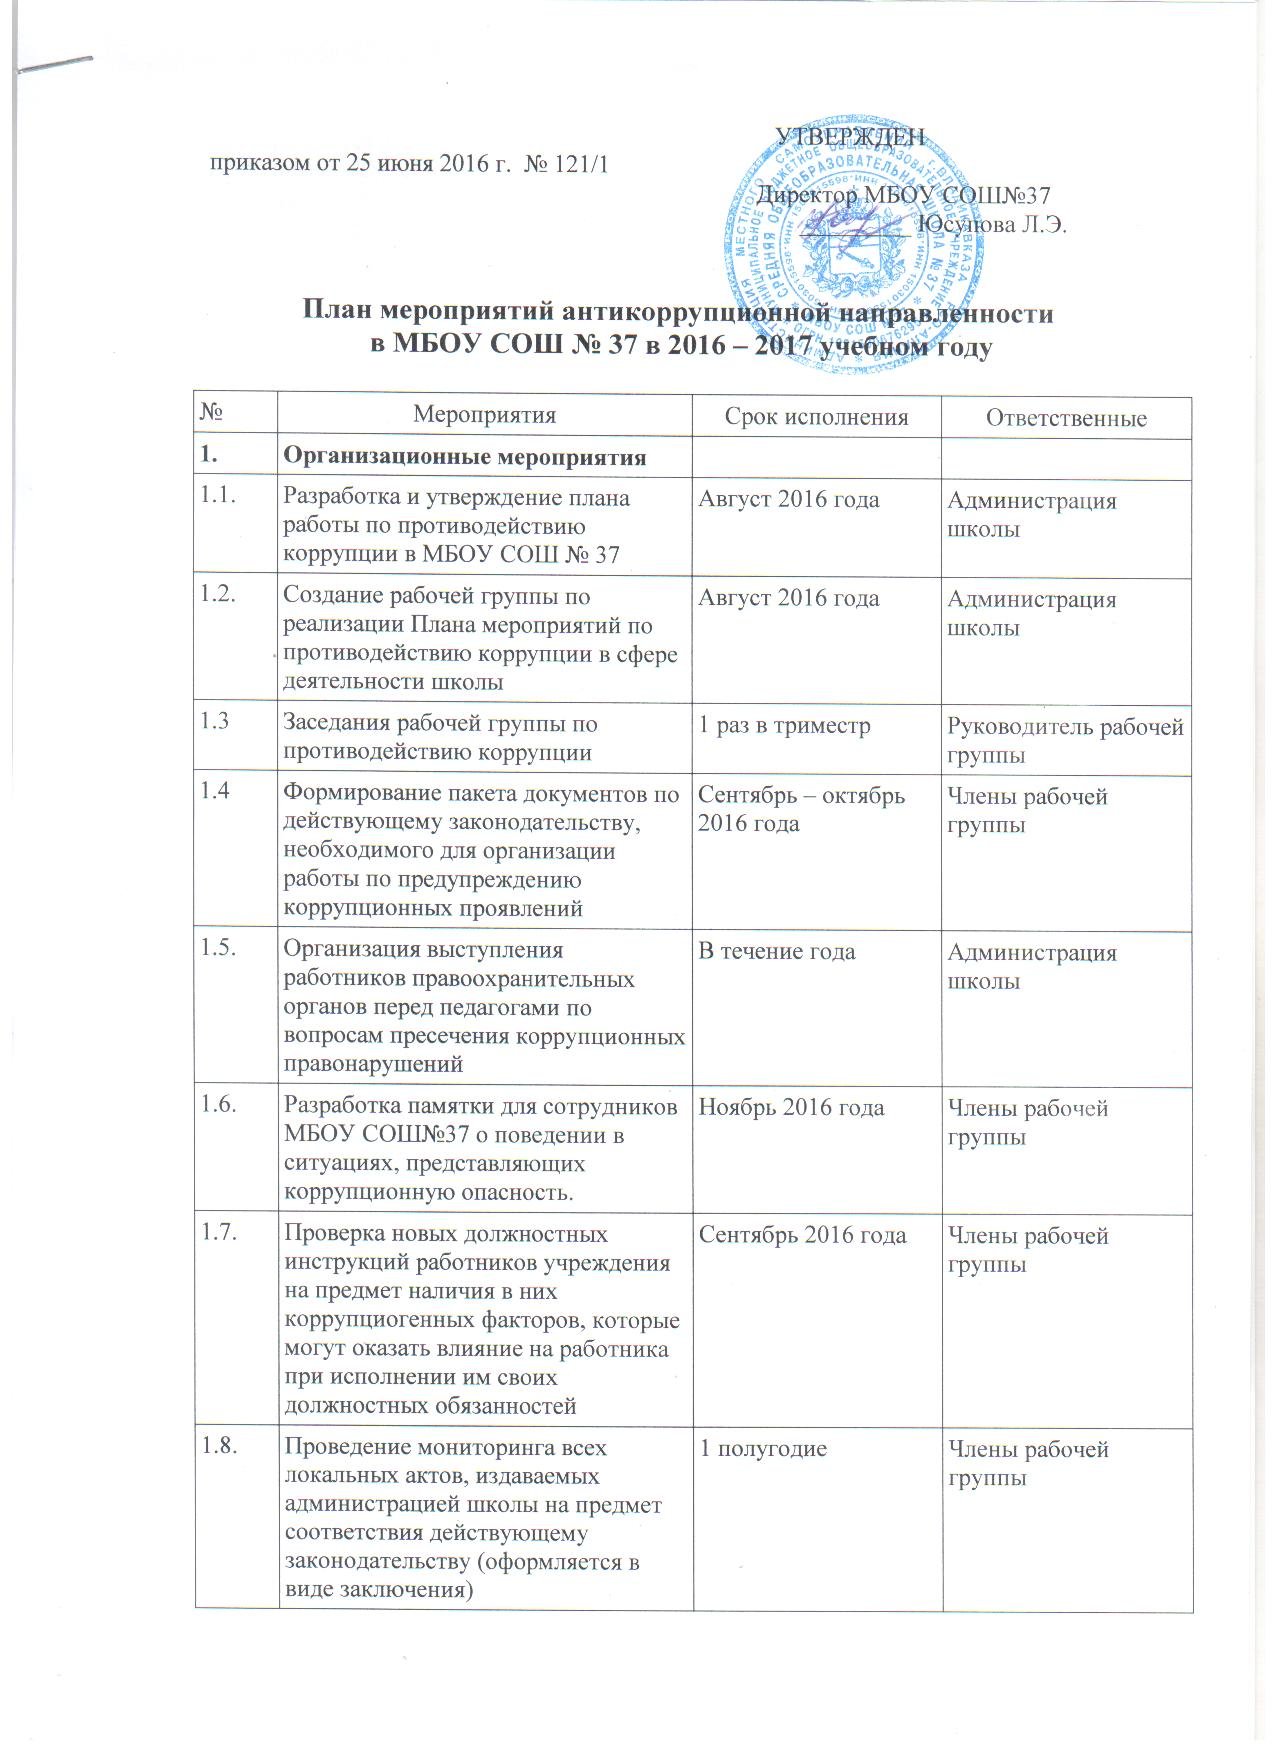 УТВЕРЖДЕН
приказом от 25 июня 2016 г. № 121/1
Директор МБОУ СОШ№37
_________ Юсупова Л.Э.
План мероприятий антикоррупционной направленности
в МБОУ СОШ № 37 в 2016 – 2017 учебном году
№ Мероприятия Срок исполнения Ответственные
1. Организационные мероприятия
1.1. Разработка и утверждение плана Август 2016 года Администрация
работы по противодействию школы
коррупции в МБОУ СОШ № 37
1.2. Создание рабочей группы по Август 2016 года Администрация
реализации Плана мероприятий по школы
противодействию коррупции в сфере
деятельности школы
1.3 Заседания рабочей группы по 1 раз в триместр Руководитель рабочей
противодействию коррупции группы
1.4 Формирование пакета документов по Сентябрь – октябрь Члены рабочей
действующему законодательству, 2016 года группы
необходимого для организации
работы по предупреждению
коррупционных проявлений
1.5. Организация выступления В течение года Администрация
работников правоохранительных школы
органов перед педагогами по
вопросам пресечения коррупционных
правонарушений
1.6. Разработка памятки для сотрудников Ноябрь 2016 года Члены рабочей
МБОУ СОШ№37 о поведении в группы
ситуациях, представляющих
коррупционную опасность.
1.7. Проверка новых должностных Сентябрь 2016 года Члены рабочей
инструкций работников учреждения группы
на предмет наличия в них
коррупциогенных факторов, которые
могут оказать влияние на работника
при исполнении им своих
должностных обязанностей
1.8. Проведение мониторинга всех 1 полугодие Члены рабочей
локальных актов, издаваемых группы
администрацией школы на предмет
соответствия действующему
законодательству (оформляется в
виде заключения)
СРЕДНЯЯ ОБЩЕОБРАЗОВАТЕЛЬНАЯ ШКОЛА № 37